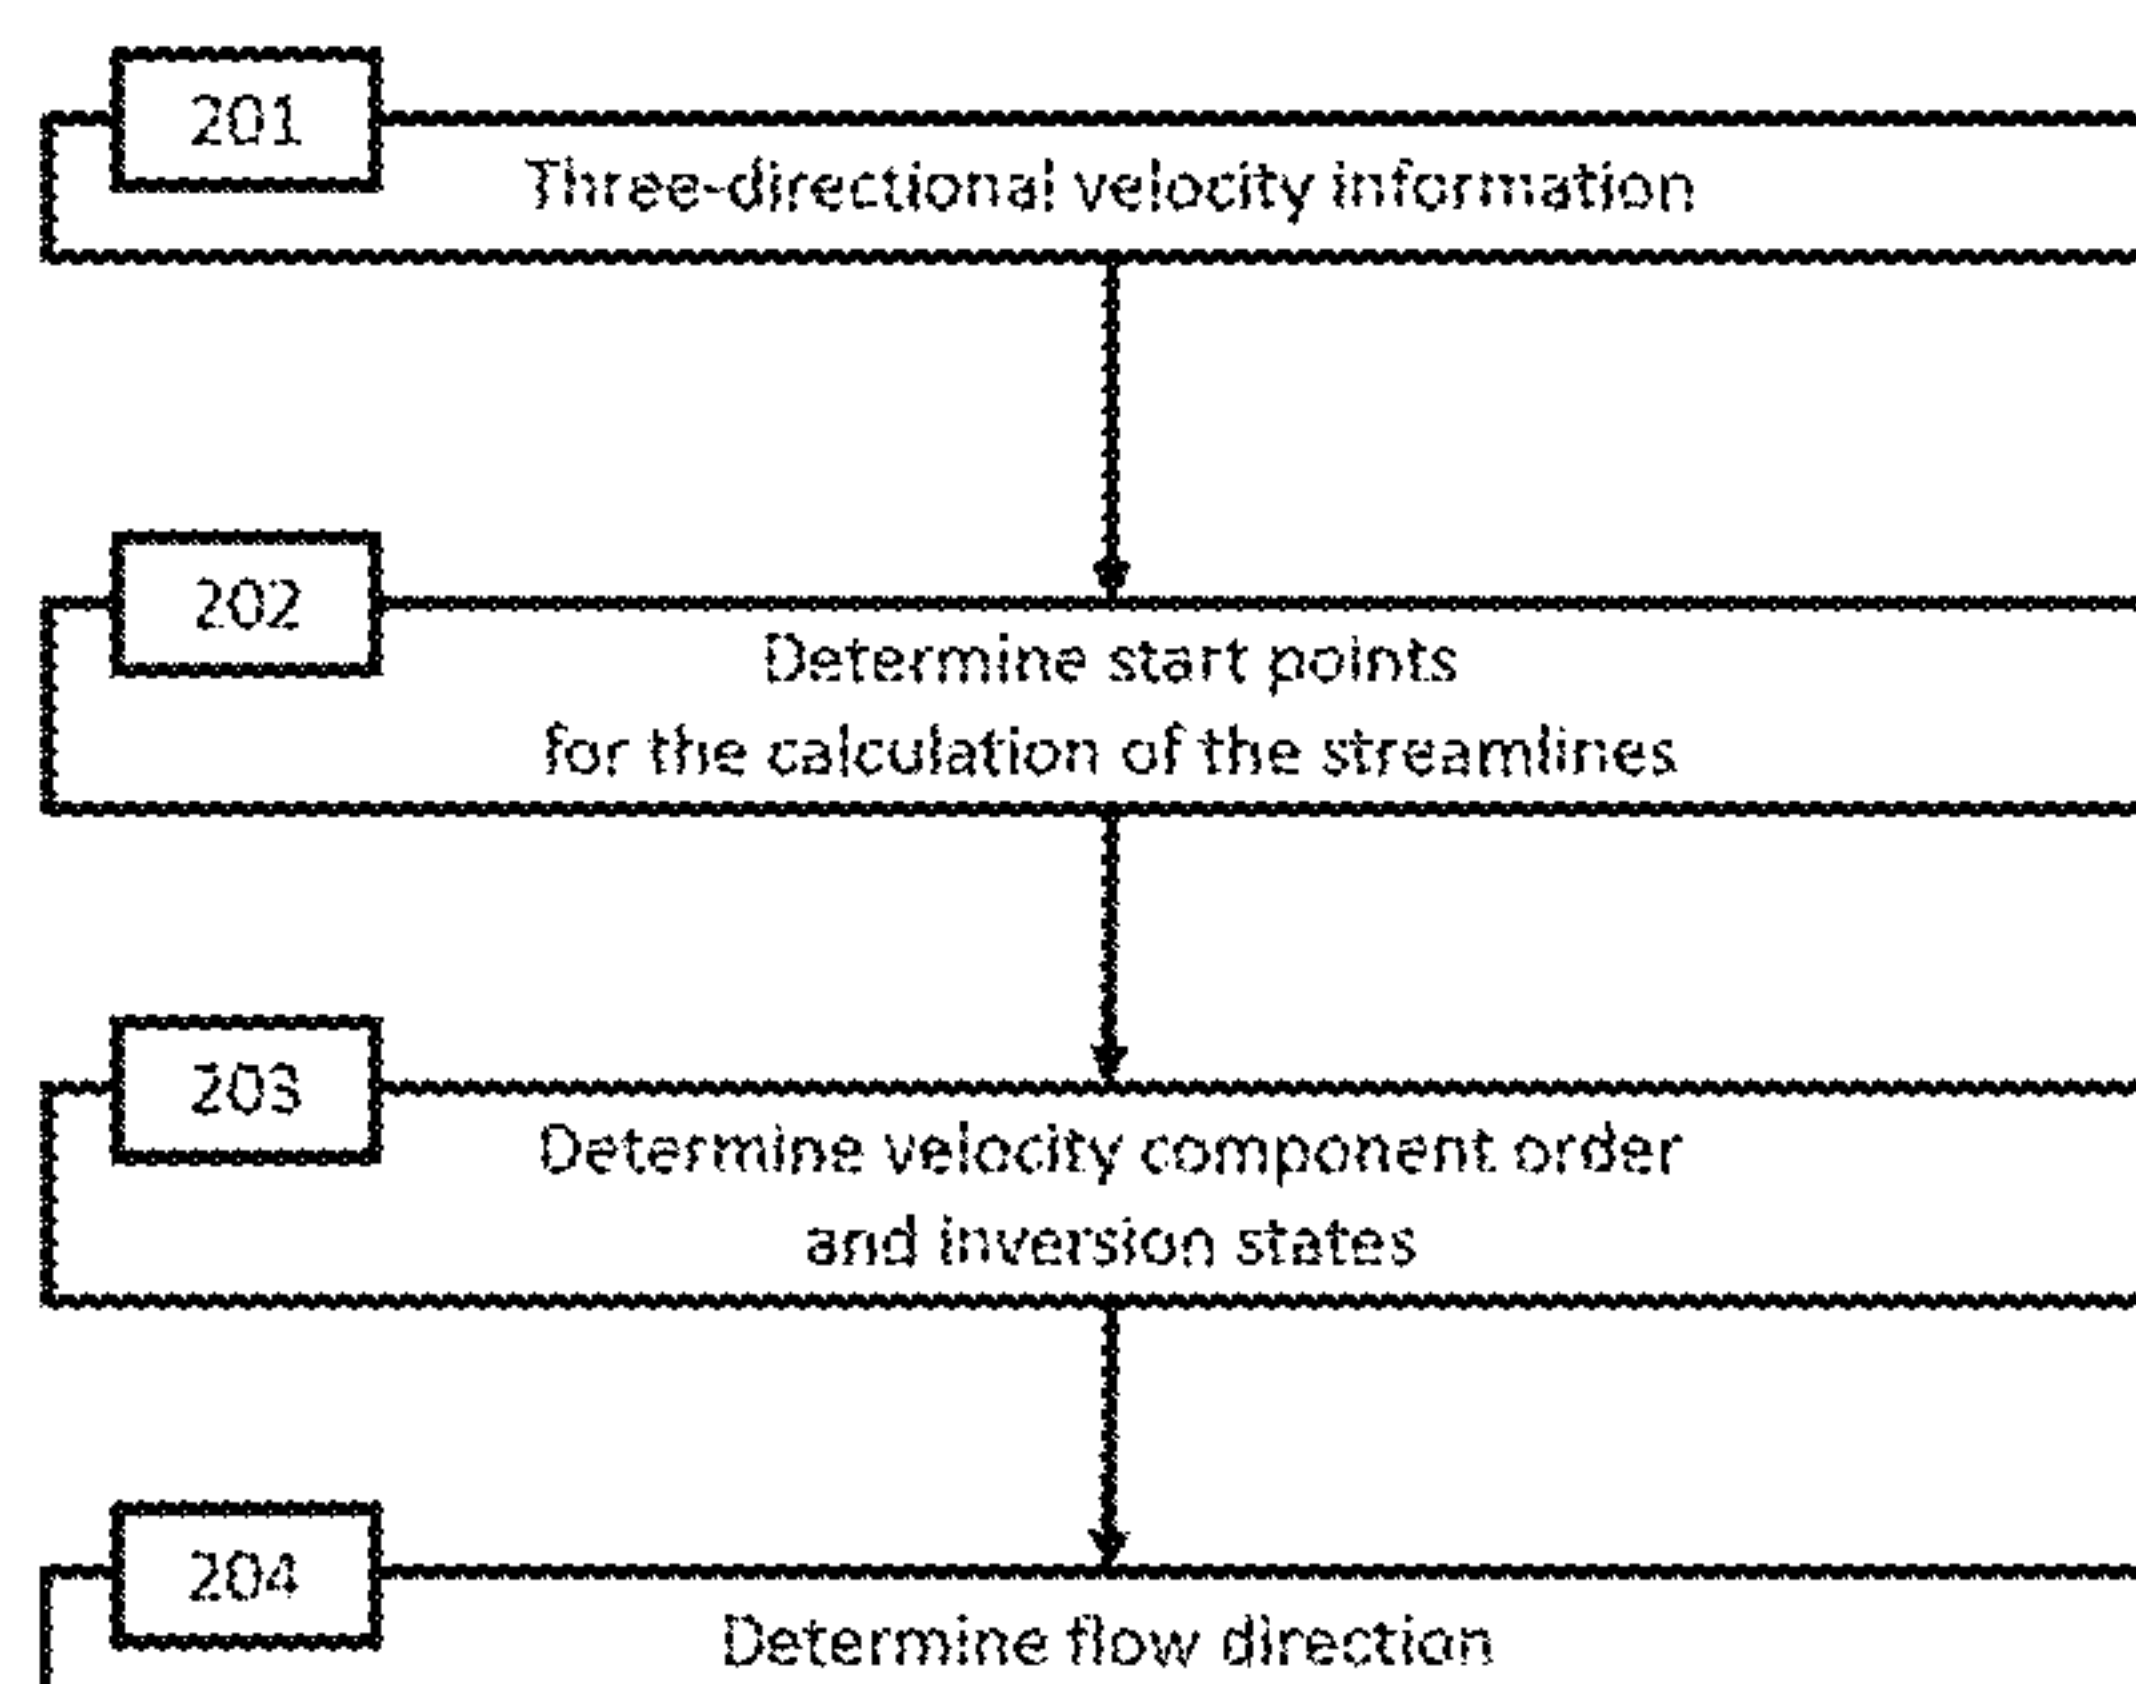 201
Three-directional velocity information
202
Determine start points
for the calculation of the streamlines
203
Determine velocity component order
and inversion states
204
Determine flow direction